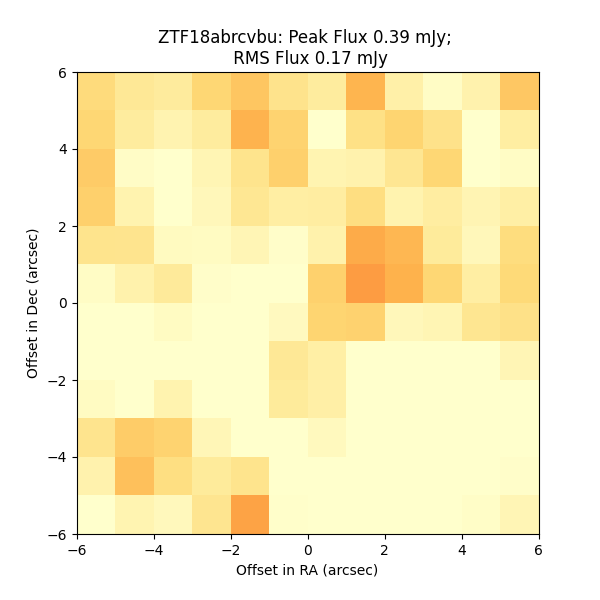 ZTF18abrcvbu: Peak Flux 0.39 mJy;
RMS Flux 0.17 mJy
6
4
2
0
−2
−4
−6
Offset in Dec (arcsec)
−6 −4 −2 0 2 4 6
Offset in RA (arcsec)